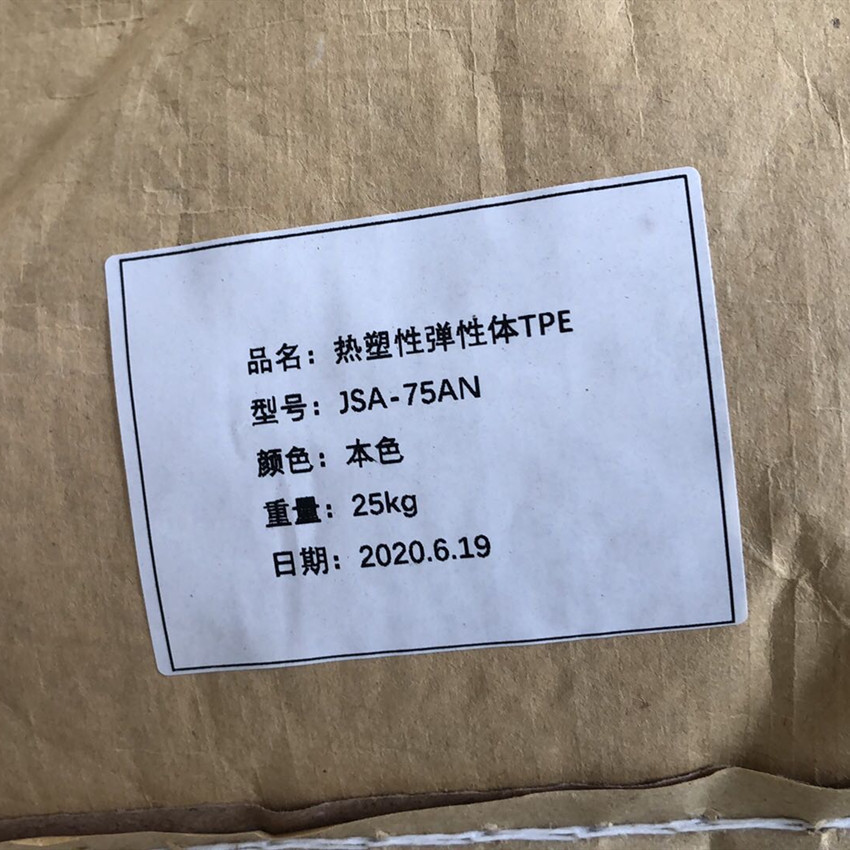 品名：热塑性弹性体TPE
型号：JSA-75AN
颜色：本色
重量：25kg
日期：2020.6.19